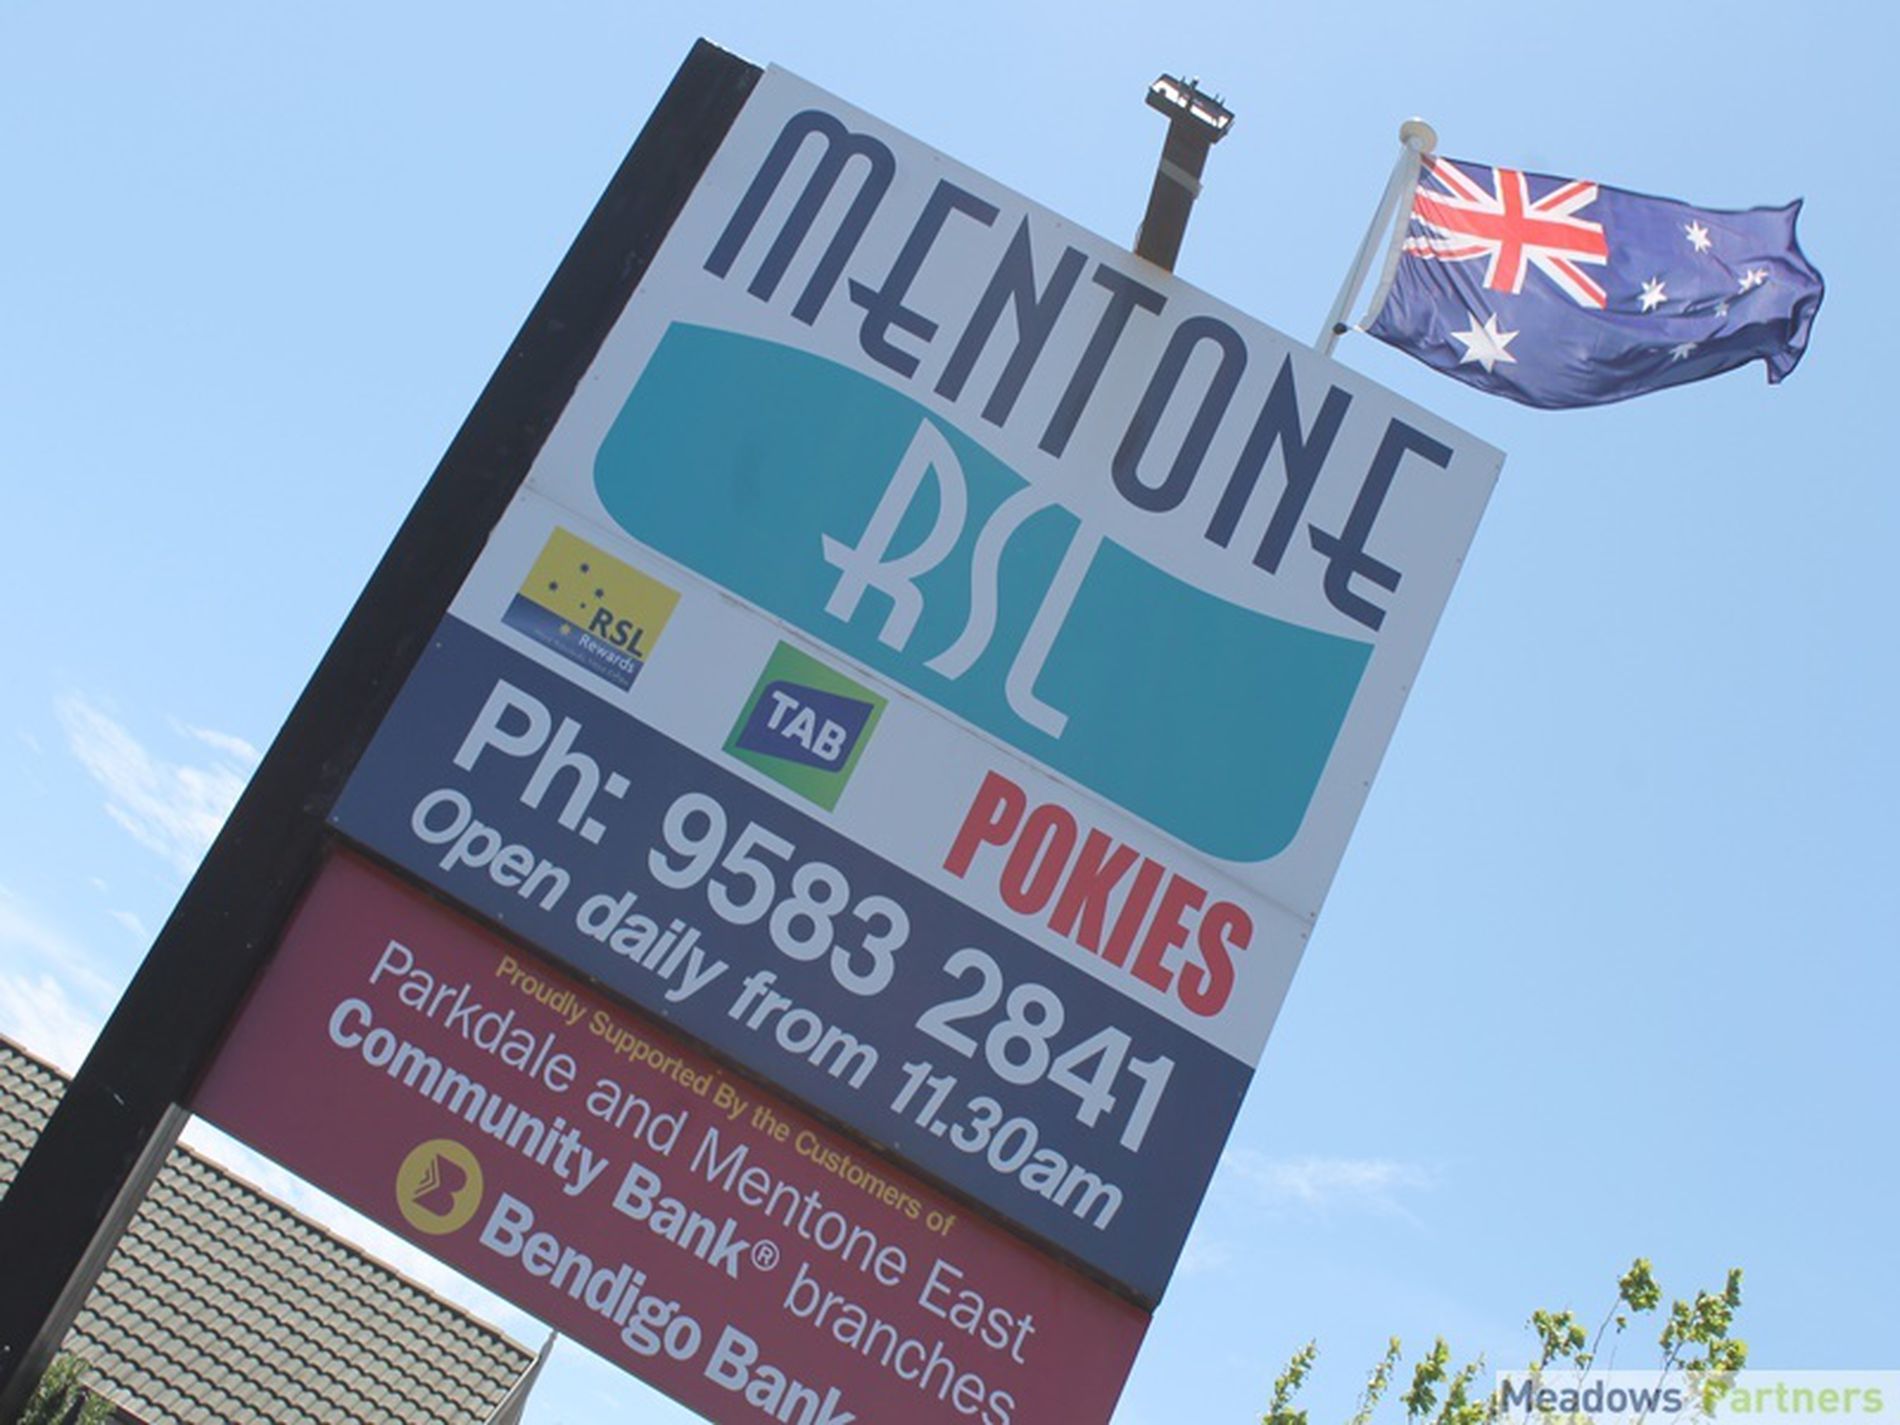 MENTONE
RSL
RSL
Rewards
TAB
POKIES
Ph: 9583 2841
Open daily from 11.30am
Proudly Supported By the Customers of
Parkdale and Mentone East
Community Bank® branches
Bendigo Bank
Meadows Partners